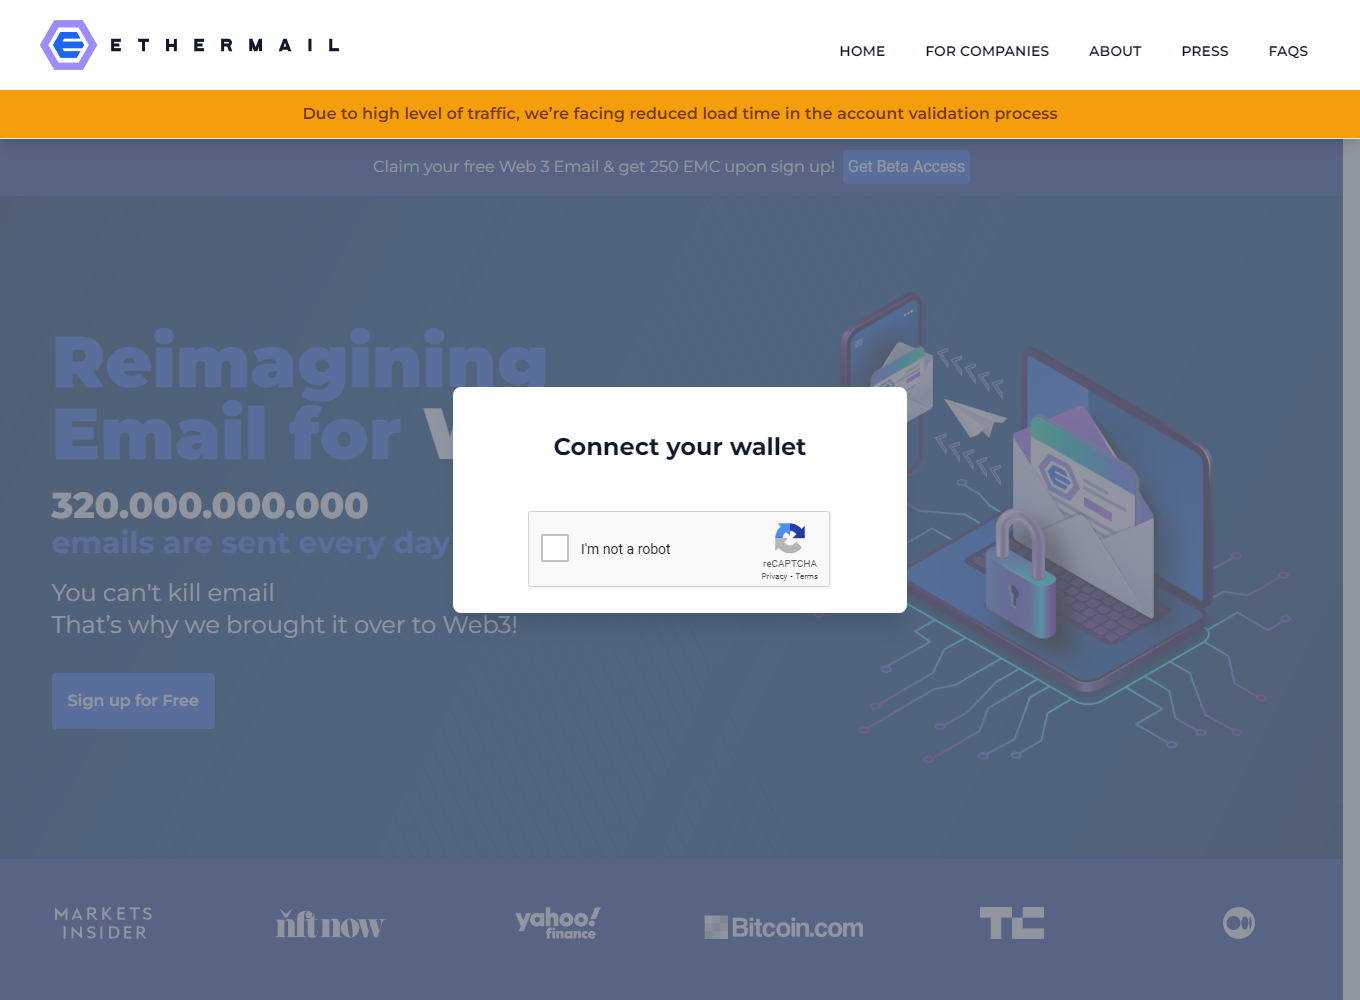 ETHERMAIL
HOME FOR COMPANIES ABOUT PRESS FAQS
Due to high level of traffic, we’re facing reduced load time in the account validation process
Claim your free Web 3 Email & get 250 EMC upon sign up! Get Beta Access
Reimagining
Email for
320.000.000.000
emails are sent every day
You can't kill email
That’s why we brought it over to Web3!
Sign up for Free
Connect your wallet
I'm not a robot
reCAPTCHA
Privacy - Terms
MARKETS
INSIDER
nft now
yahoo!
finance
Bitcoin.com
TC